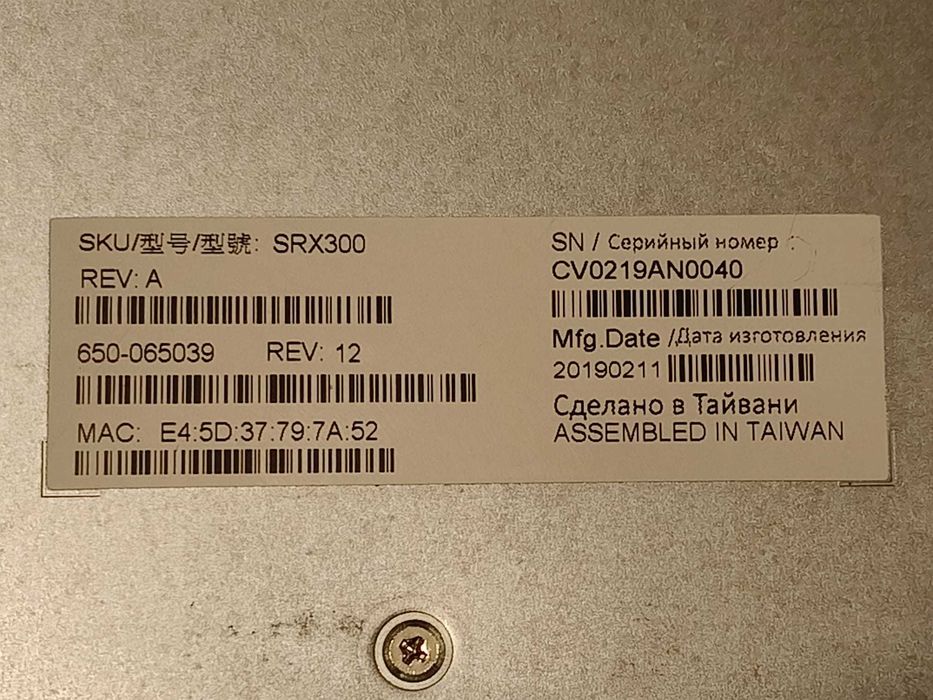 SKU/型号/型號: SRX300
REV: A
650-065039 REV: 12
MAC: E4:5D:37:79:7A:52
SN / Серийный номер :
CV0219AN0040
Mfg.Date /Дата изготовления
20190211
Сделано в Тайвани
ASSEMBLED IN TAIWAN